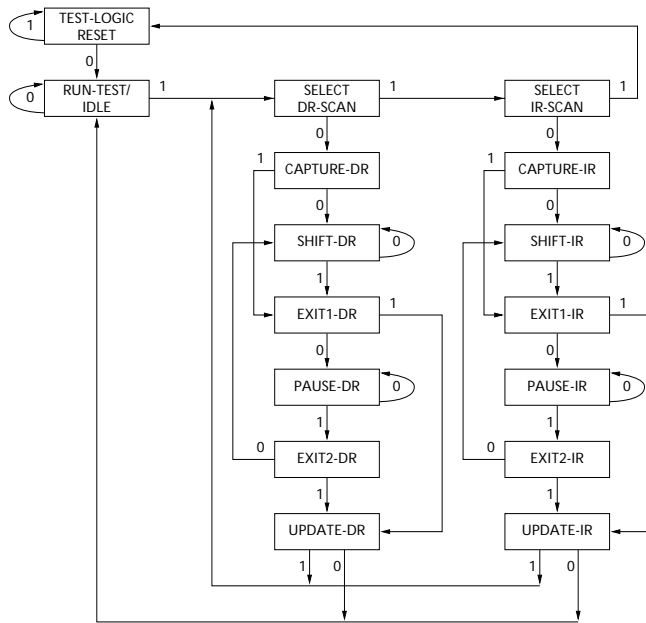 TEST-LOGIC
RESET
1
0
RUN-TEST/
IDLE
0
1
SELECT
DR-SCAN
1
SELECT
IR-SCAN
1
0
0
1
CAPTURE-DR
1
CAPTURE-IR
0
0
SHIFT-DR
0
SHIFT-IR
0
1
1
EXIT1-DR
1
EXIT1-IR
1
0
0
PAUSE-DR
0
PAUSE-IR
0
1
1
0
EXIT2-DR
0
EXIT2-IR
1
1
UPDATE-DR
UPDATE-IR
1
0
1
0